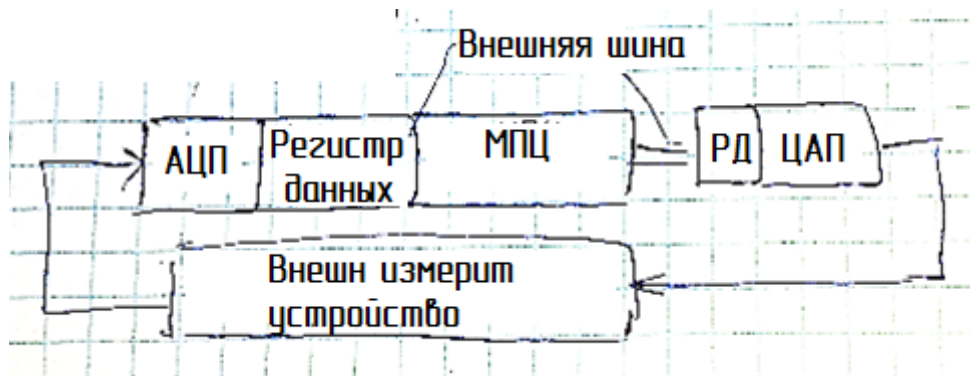 Внешняя шина
АЦП
Регистр
данных
МПЦ
РД
ЦАП
Внешн измерит
устройство